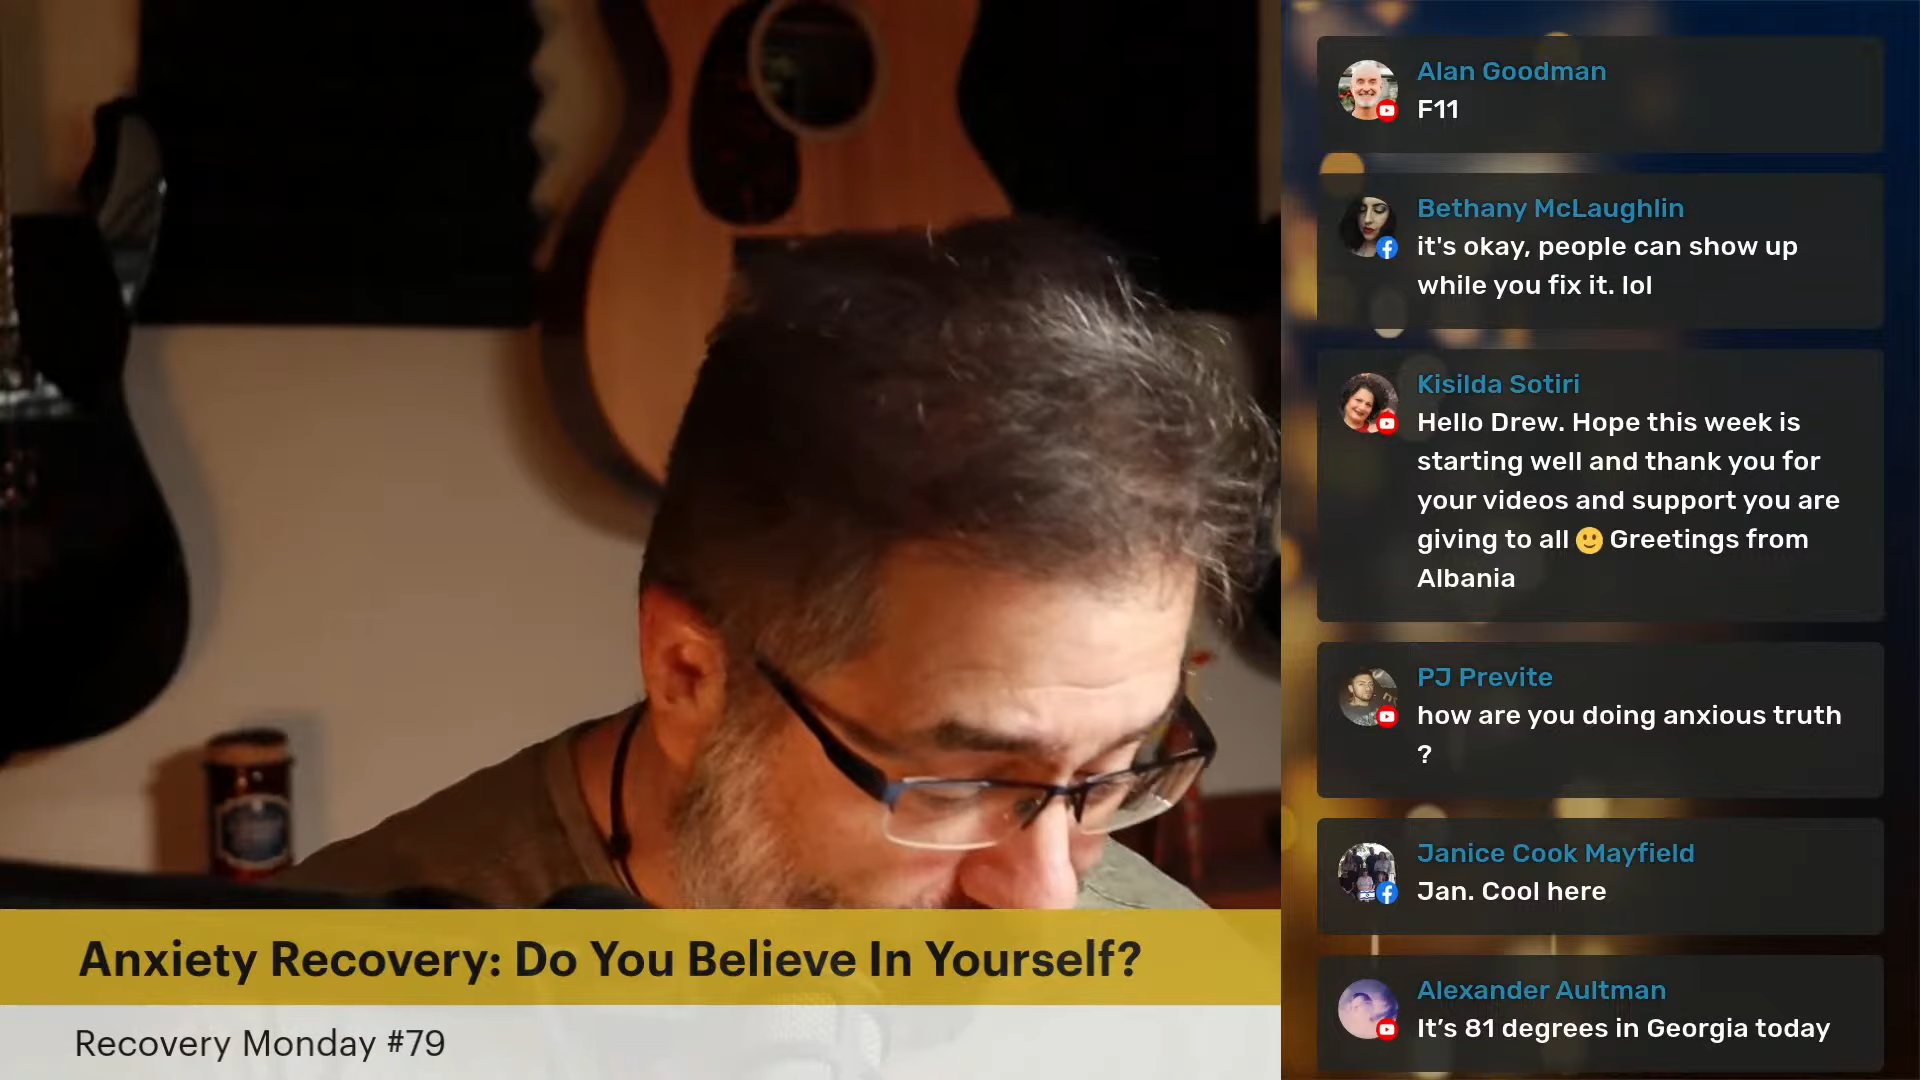 Alan Goodman
F11
Bethany McLaughlin
it's okay, people can show up
while you fix it. lol
Kisilda Sotiri
Hello Drew. Hope this week is
starting well and thank you for
your videos and support you are
giving to all 🙂 Greetings from
Albania
PJ Previte
how are you doing anxious truth
?
Janice Cook Mayfield
Jan. Cool here
Alexander Aultman
It’s 81 degrees in Georgia today
Anxiety Recovery: Do You Believe In Yourself?
Recovery Monday #79